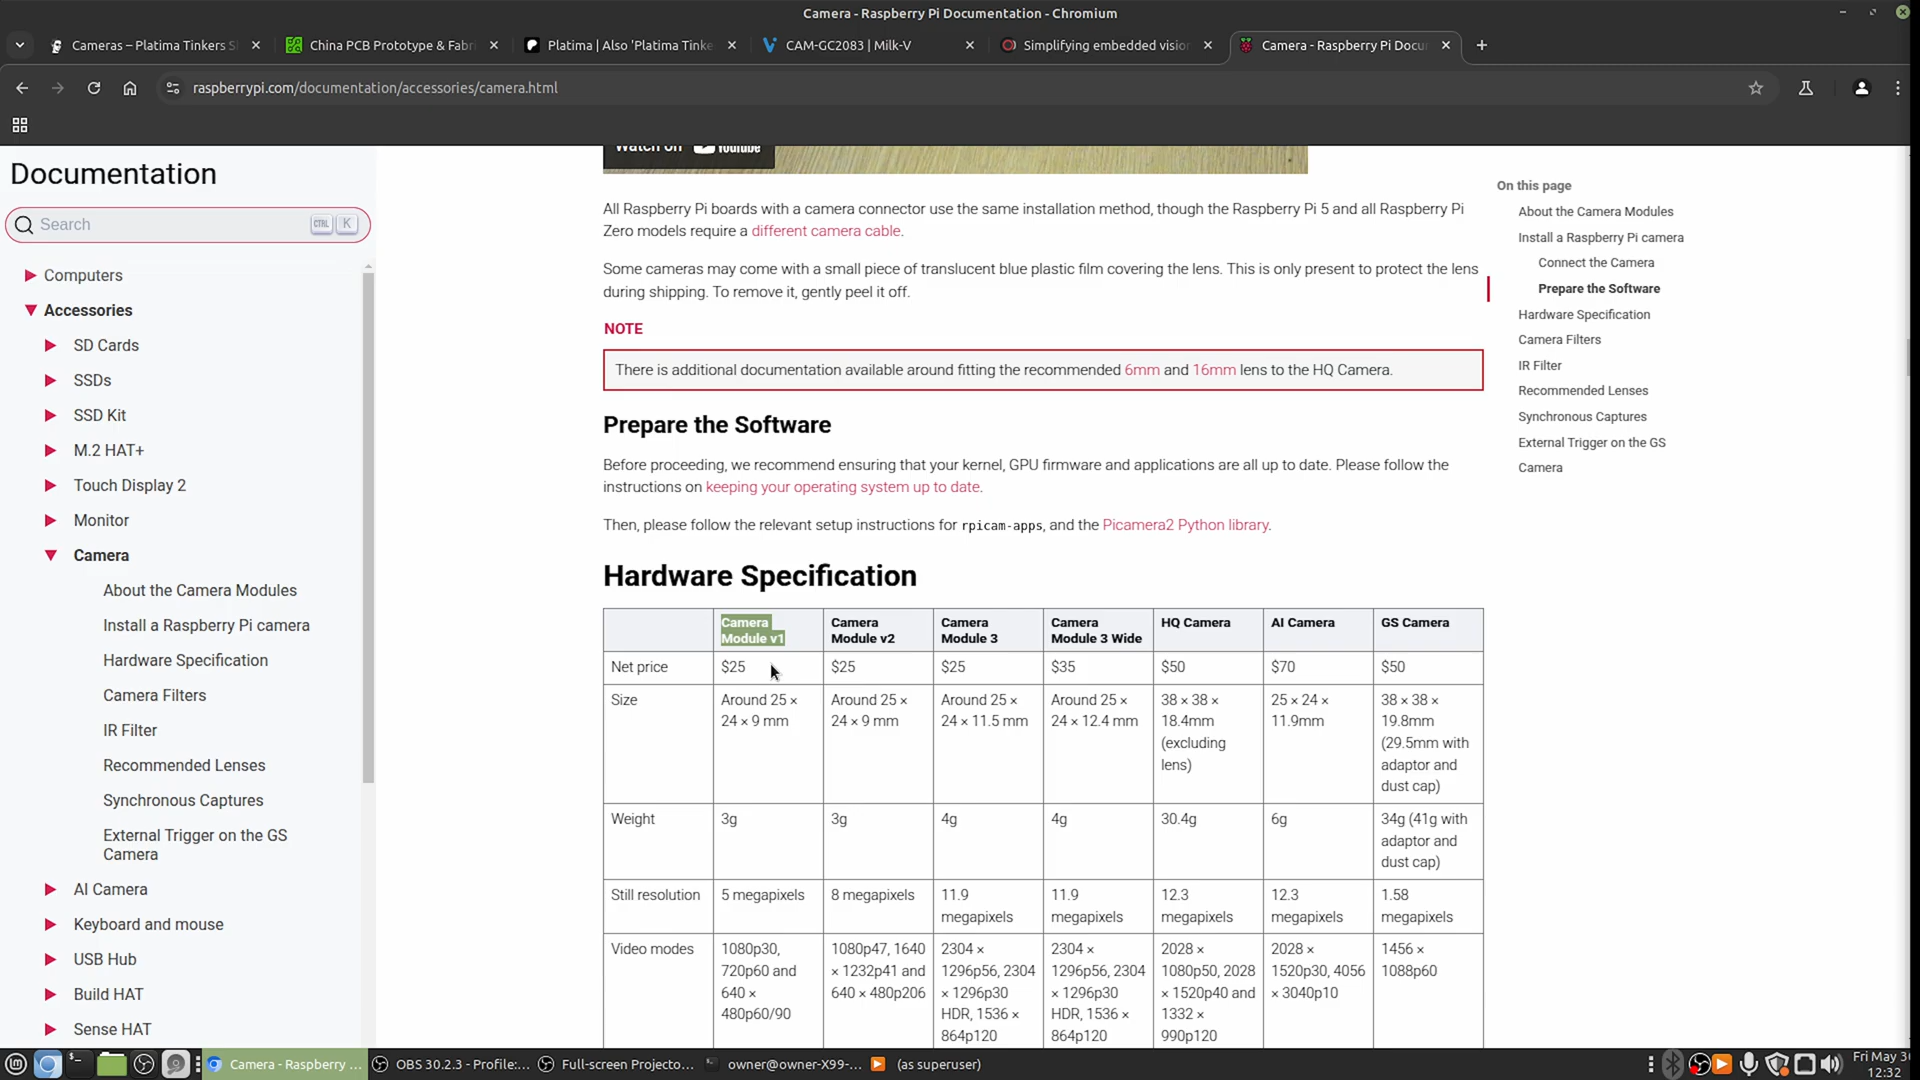 Camera - Raspberry Pi Documentation - Chromium
Cameras – Platima Tinkers S
China PCB Prototype & Fabri
Platima | Also 'Platima Tinke
CAM-GC2083 | Milk-V
Simplifying embedded vision
Camera - Raspberry Pi Docu
raspberrypi.com/documentation/accessories/camera.html
Documentation
Search
CTRL
K
Computers
Accessories
SD Cards
SSDs
SSD Kit
M.2 HAT+
Touch Display 2
Monitor
Camera
About the Camera Modules
Install a Raspberry Pi camera
Hardware Specification
Camera Filters
IR Filter
Recommended Lenses
Synchronous Captures
External Trigger on the GS
Camera
AI Camera
Keyboard and mouse
USB Hub
Build HAT
Sense HAT
Watch on YouTube
All Raspberry Pi boards with a camera connector use the same installation method, though the Raspberry Pi 5 and all Raspberry Pi
Zero models require a different camera cable.
Some cameras may come with a small piece of translucent blue plastic film covering the lens. This is only present to protect the lens
during shipping. To remove it, gently peel it off.
NOTE
There is additional documentation available around fitting the recommended 6mm and 16mm lens to the HQ Camera.
Prepare the Software
Before proceeding, we recommend ensuring that your kernel, GPU firmware and applications are all up to date. Please follow the
instructions on keeping your operating system up to date.
Then, please follow the relevant setup instructions for rpicam-apps, and the Picamera2 Python library.
Hardware Specification
Camera Module v1
Camera Module v2
Camera Module 3
Camera Module 3 Wide
HQ Camera
AI Camera
GS Camera
Net price
$25
$25
$25
$35
$50
$70
$50
Size
Around 25 × 24 × 9 mm
Around 25 × 24 × 9 mm
Around 25 × 24 × 11.5 mm
Around 25 × 24 × 12.4 mm
38 × 38 × 18.4mm (excluding lens)
25 × 24 × 11.9mm
38 × 38 × 19.8mm (29.5mm with adaptor and dust cap)
Weight
3g
3g
4g
4g
30.4g
6g
34g (41g with adaptor and dust cap)
Still resolution
5 megapixels
8 megapixels
11.9 megapixels
11.9 megapixels
12.3 megapixels
12.3 megapixels
1.58 megapixels
Video modes
1080p30, 720p60 and 640 × 480p60/90
1080p47, 1640 × 1232p41 and 640 × 480p206
2304 × 1296p56, 2304 × 1296p30 HDR, 1536 × 864p120
2304 × 1296p56, 2304 × 1296p30 HDR, 1536 × 864p120
2028 × 1080p50, 2028 × 1520p40 and 1332 × 990p120
2028 × 1520p30, 4056 × 3040p10
1456 × 1088p60
On this page
About the Camera Modules
Install a Raspberry Pi camera
Connect the Camera
Prepare the Software
Hardware Specification
Camera Filters
IR Filter
Recommended Lenses
Synchronous Captures
External Trigger on the GS
Camera
Camera - Raspberry ...
OBS 30.2.3 - Profile:...
Full-screen Projecto...
owner@owner-X99-...
(as superuser)
Fri May 30
12:32